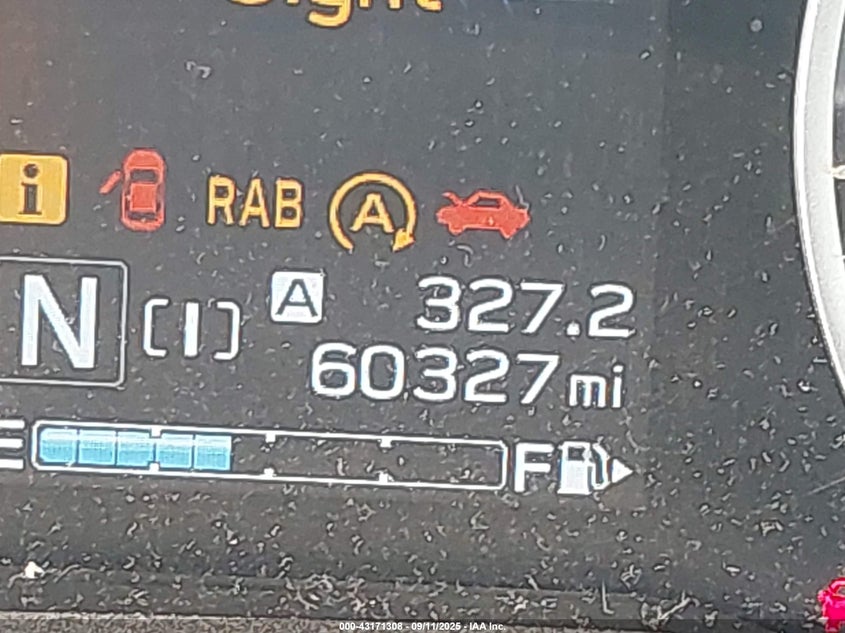 i RAB A
N [I] A 327.2
60327 mi
E F
000-43171308 - 09/11/2025 - IAA Inc.